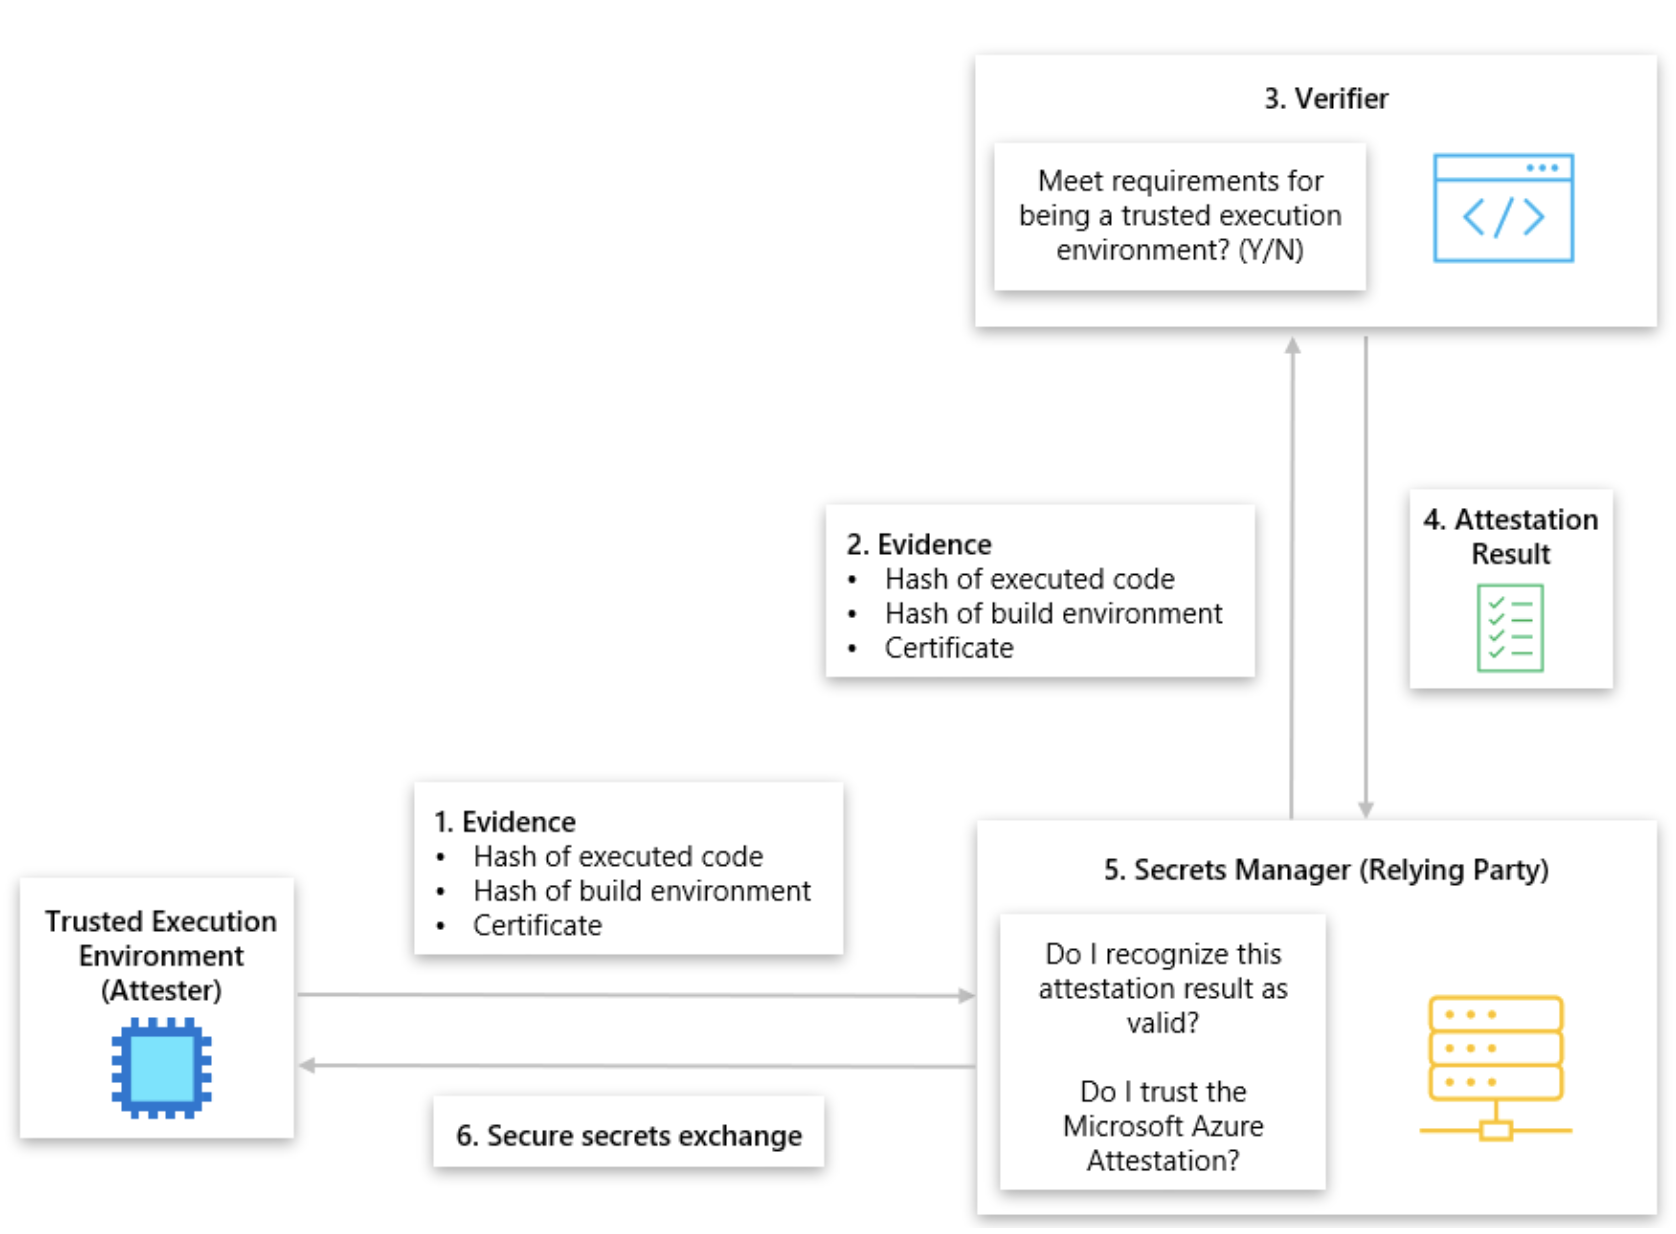 3. Verifier
Meet requirements for
being a trusted execution
environment? (Y/N)
2. Evidence
• Hash of executed code
• Hash of build environment
• Certificate
4. Attestation
Result
1. Evidence
• Hash of executed code
• Hash of build environment
• Certificate
Trusted Execution
Environment
(Attester)
5. Secrets Manager (Relying Party)
Do I recognize this
attestation result as
valid?
Do I trust the
Microsoft Azure
Attestation?
6. Secure secrets exchange